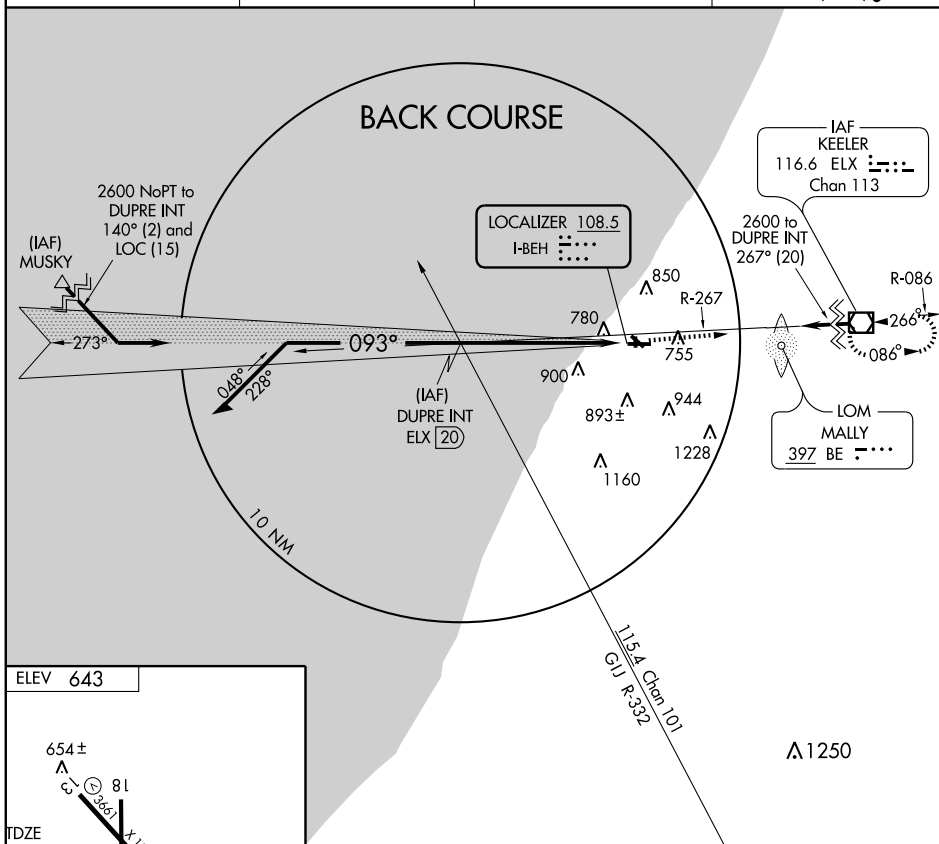 BACK COURSE
IAF
KEELER
116.6 ELX
Chan 113
2600 NoPT to
DUPRE INT
140° (2) and
LOC (15)
(IAF)
MUSKY
LOCALIZER 108.5
I-BEH
2600 to
DUPRE INT
267° (20)
R-086
850
R-267
780
273°
093°
266°
086°
755
900
048°
228°
(IAF)
DUPRE INT
ELX 20
893±
944
1228
1160
LOM
MALLY
397 BE
10 NM
115.4 Chan 101
GIJ R-332
1250
ELEV 643
654±
13
18
3661
TDZE